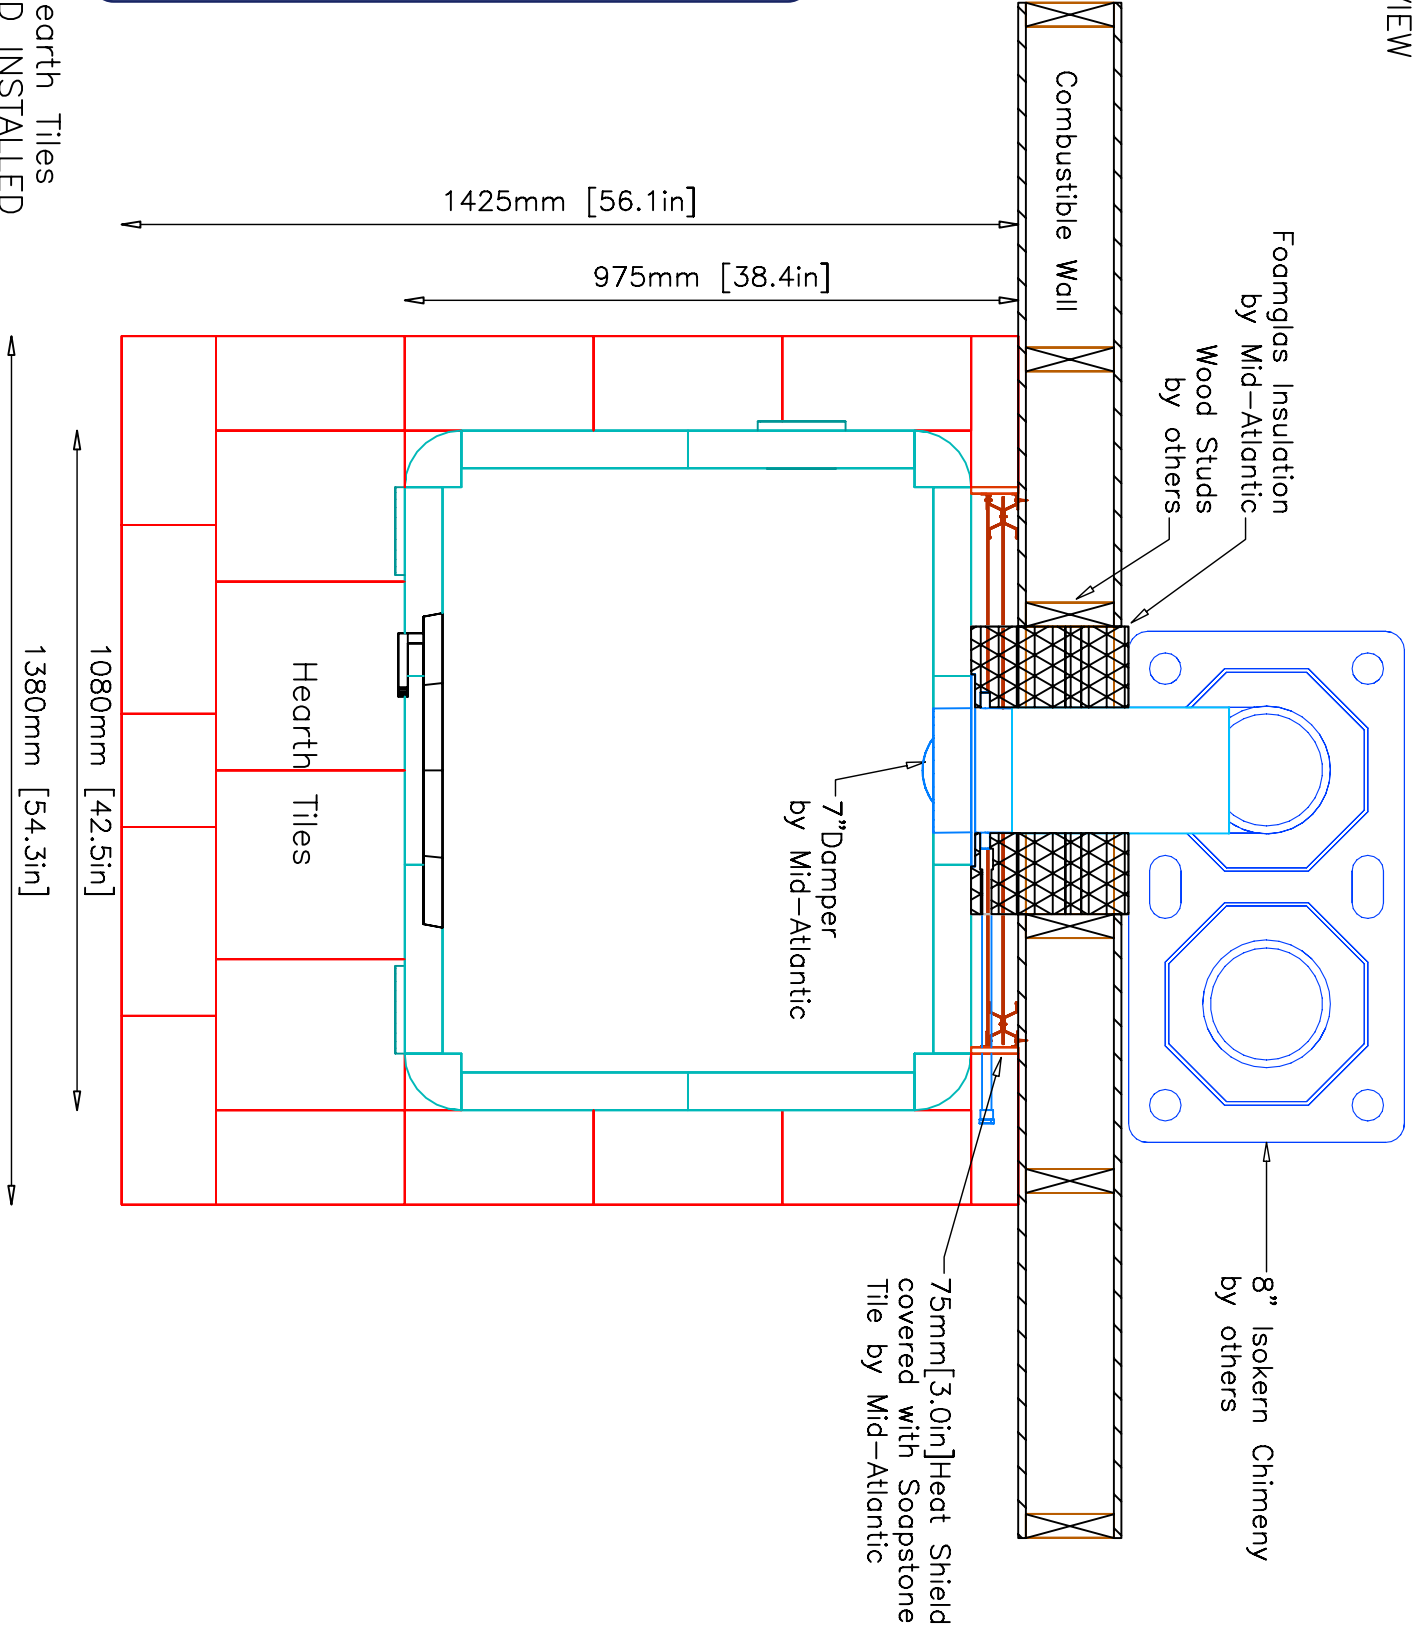 VIEW
Combustible Wall
Foamglas Insulation
by Mid-Atlantic
Wood Studs
by others
1425mm [56.1in]
975mm [38.4in]
8" Isokern Chimeny
by others
7"Damper
by Mid-Atlantic
75mm[3.0in]Heat Shield
covered with Soapstone
Tile by Mid-Atlantic
Hearth Tiles
1080mm [42.5in]
1380mm [54.3in]
earth Tiles
D INSTALLED